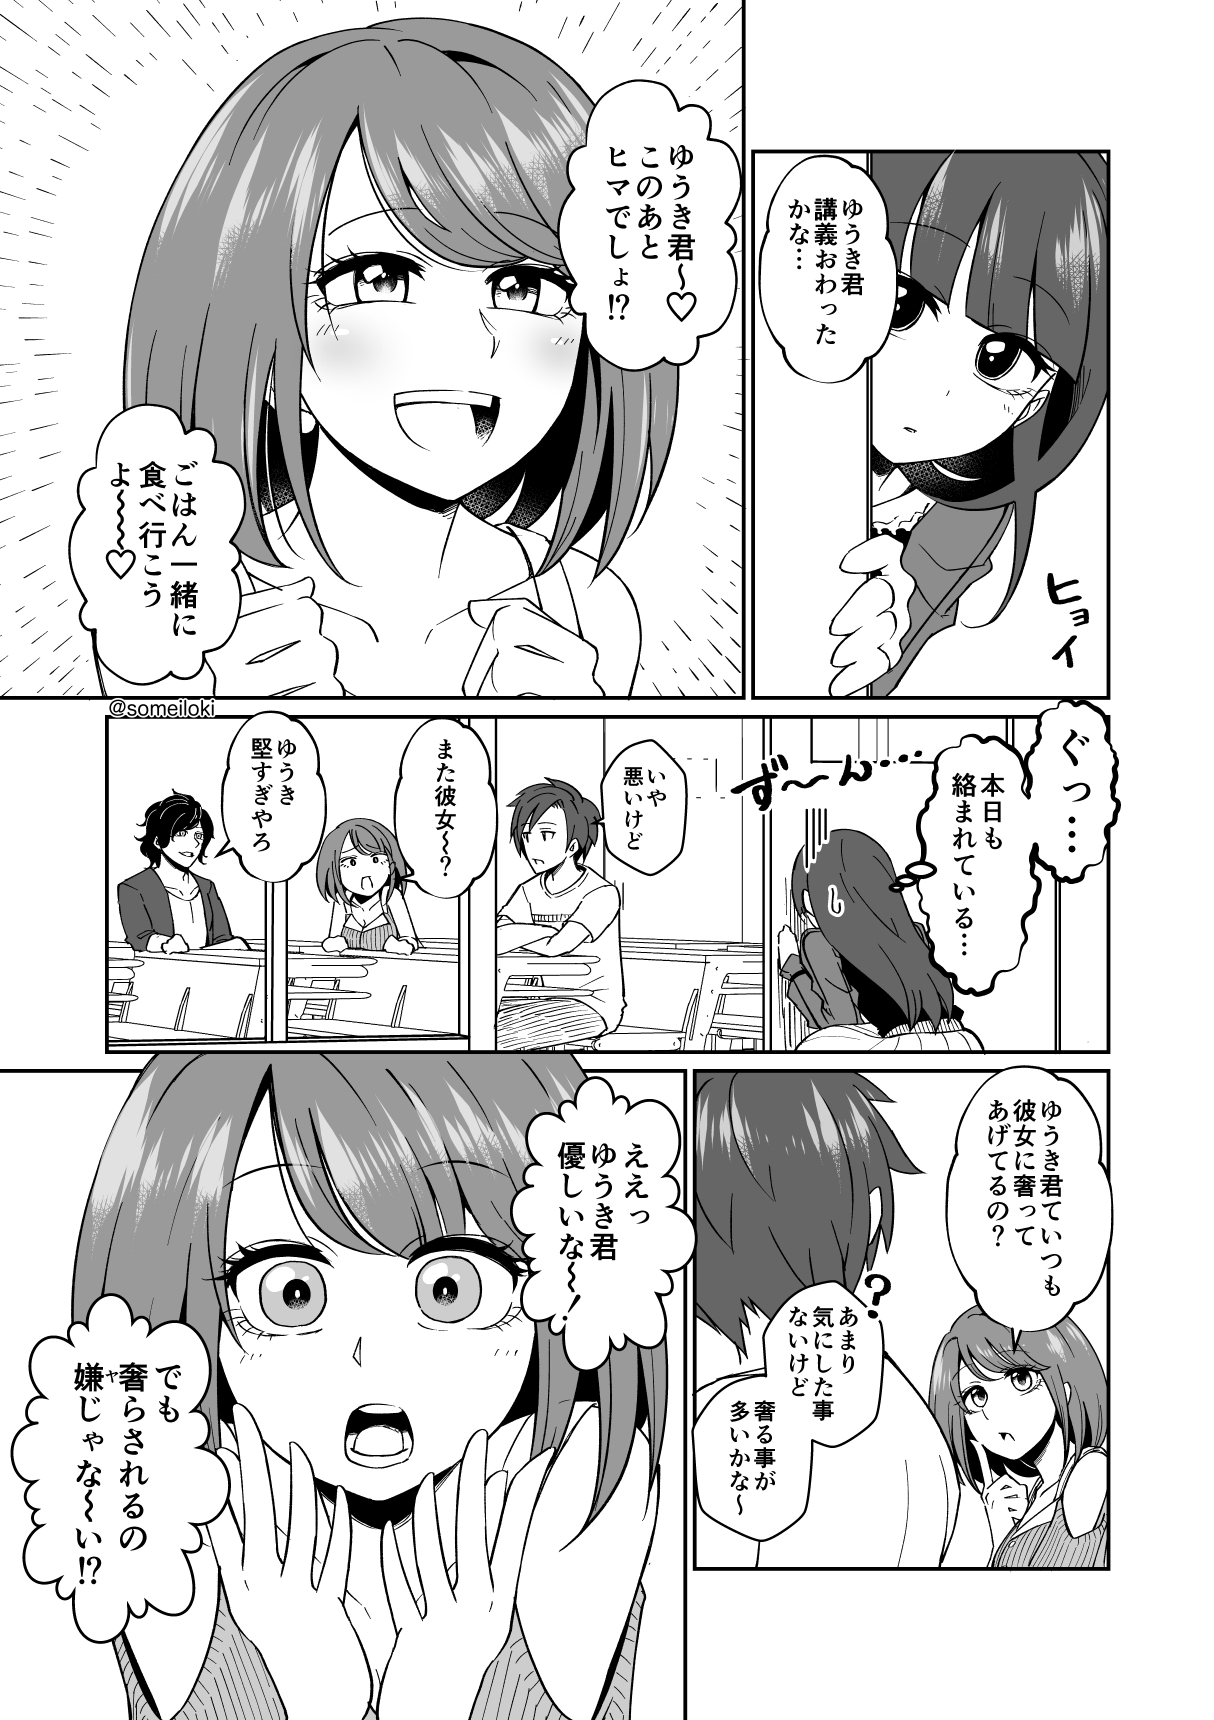 ゆうき君
講義おわった
かな…
ヒョイ
ゆうき君～♡
このあと
ヒマでしょ!?
ごはん一緒に
食べ行こう
よ～～♡
@someiloki
ぐっ…
本日も
絡まれている…
ず～ん…
いや
悪いけど
また彼女～?
ゆうき
堅すぎやろ
ゆうき君ていつも
彼女に奢って
あげてるの?
?
あまり
気にした事
ないけど
奢る事が
多いかな～
ええっ
ゆうき君
優しいな～!
でも
奢らされるの
嫌じゃな～い!?
ヤ